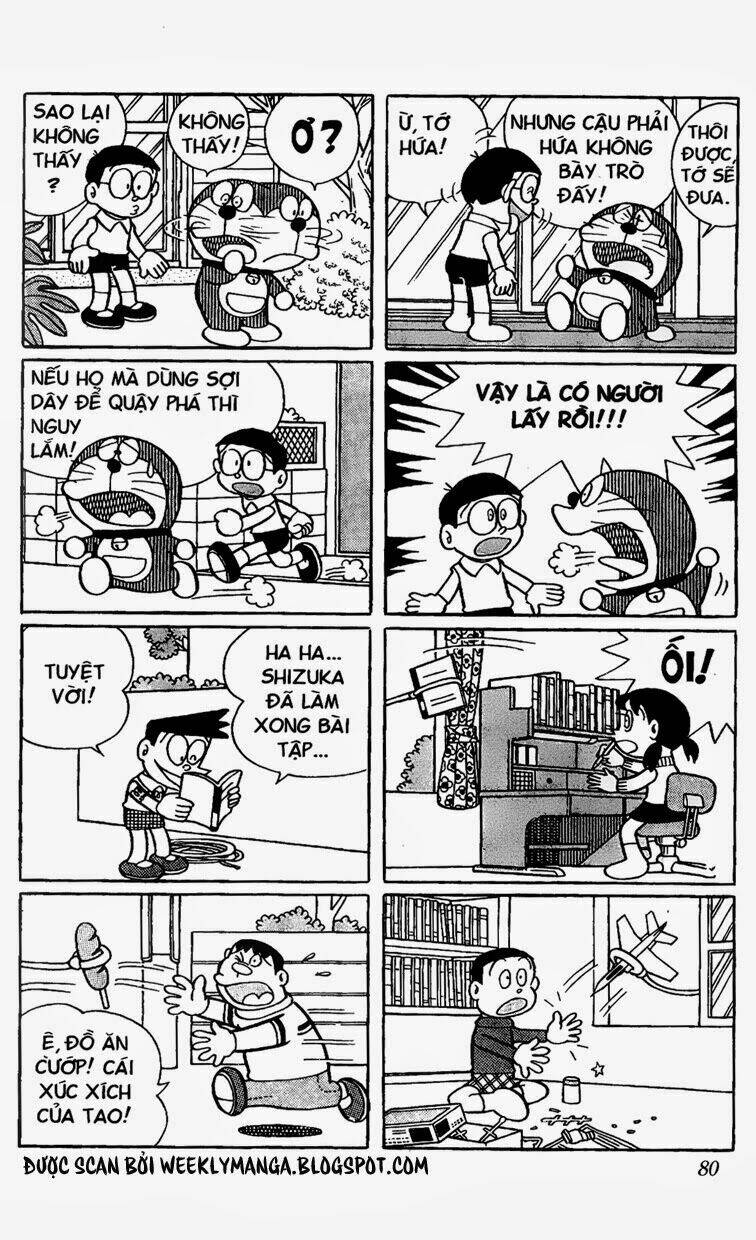 THÔI
ĐƯỢC,
TỚ SẼ
ĐƯA.
NHƯNG CẬU PHẢI
HỨA KHÔNG
BÀY TRÒ
ĐẤY!
Ừ, TỚ
HỨA!
Ơ?
KHÔNG
THẤY!
SAO LẠI
KHÔNG
THẤY
?
VẬY LÀ CÓ NGƯỜI
LẤY RỒI!!!
NẾU HỌ MÀ DÙNG SỢI
DÂY ĐỂ QUẬY PHÁ THÌ
NGUY
LẮM!
ỐI!
HA HA...
SHIZUKA
ĐÃ LÀM
XONG BÀI
TẬP...
TUYỆT
VỜI!
Ê, ĐỒ ĂN
CƯỚP! CÁI
XÚC XÍCH
CỦA TAO!
ĐƯỢC SCAN BỞI WEEKLYMANGA.BLOGSPOT.COM
80